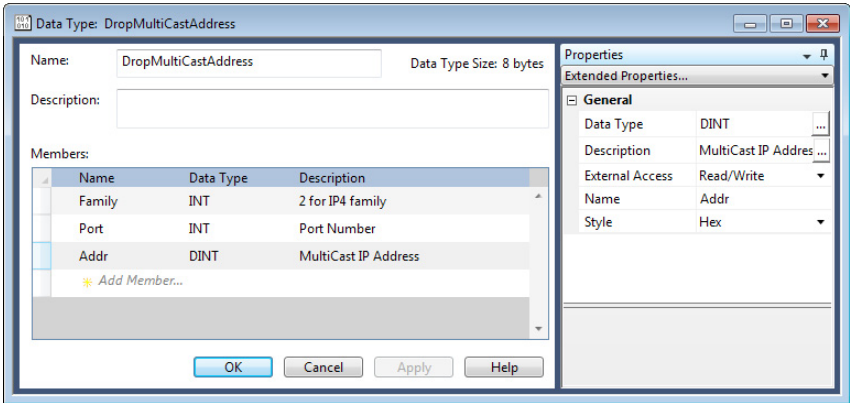 Data Type: DropMultiCastAddress
Name: DropMultiCastAddress Data Type Size: 8 bytes
Description:
Members:
Name Data Type Description
Family INT 2 for IP4 family
Port INT Port Number
Addr DINT MultiCast IP Address
Add Member...
OK Cancel Apply Help
Properties
Extended Properties...
General
Data Type DINT ...
Description MultiCast IP Addres ...
External Access Read/Write
Name Addr
Style Hex